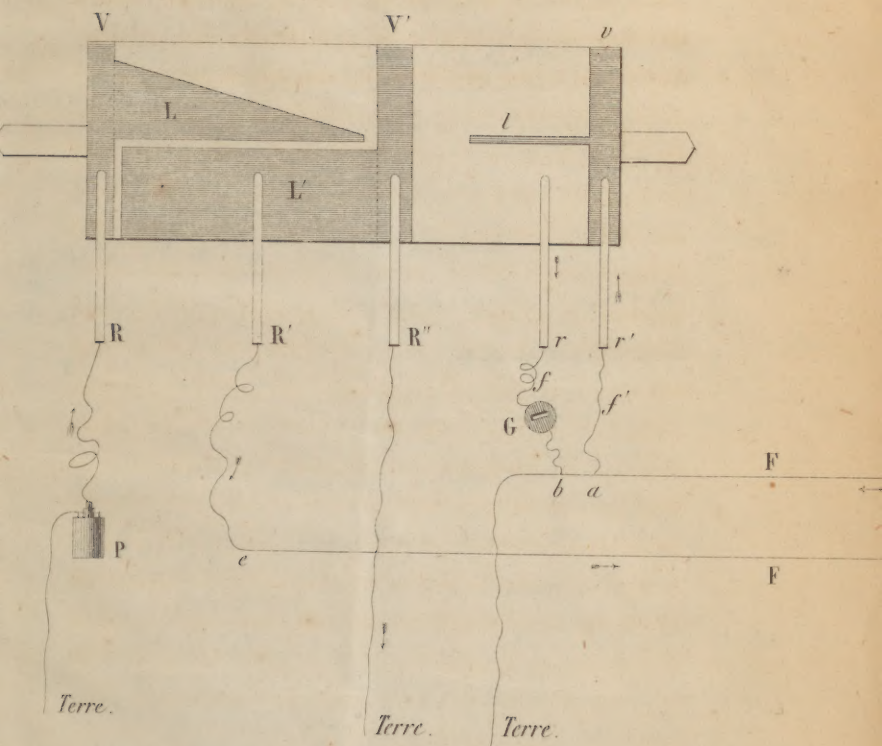 V V' v
L l
L'
R R' R" r r'
f f'
G
F
b a
P
e
F
Terre. Terre. Terre.